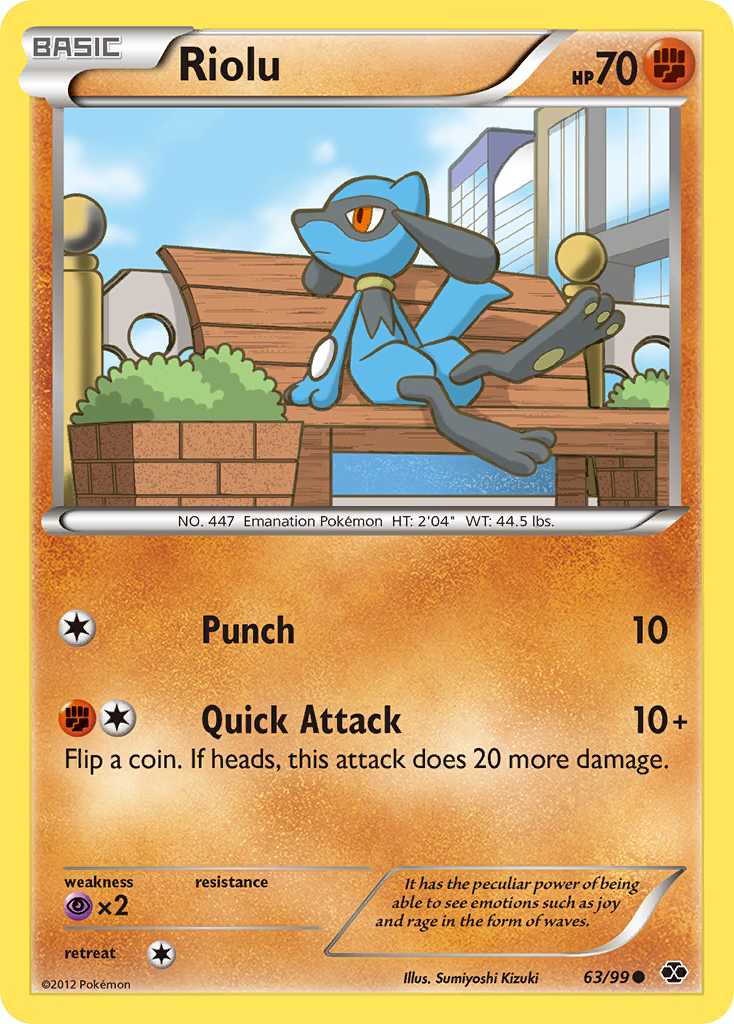 BASIC
Riolu
HP 70
NO. 447 Emanation Pokémon HT: 2'04" WT: 44.5 lbs.
Punch 10
Quick Attack 10+
Flip a coin. If heads, this attack does 20 more damage.
weakness resistance
×2
It has the peculiar power of being
able to see emotions such as joy
and rage in the form of waves.
retreat
©2012 Pokémon
Illus. Sumiyoshi Kizuki 63/99